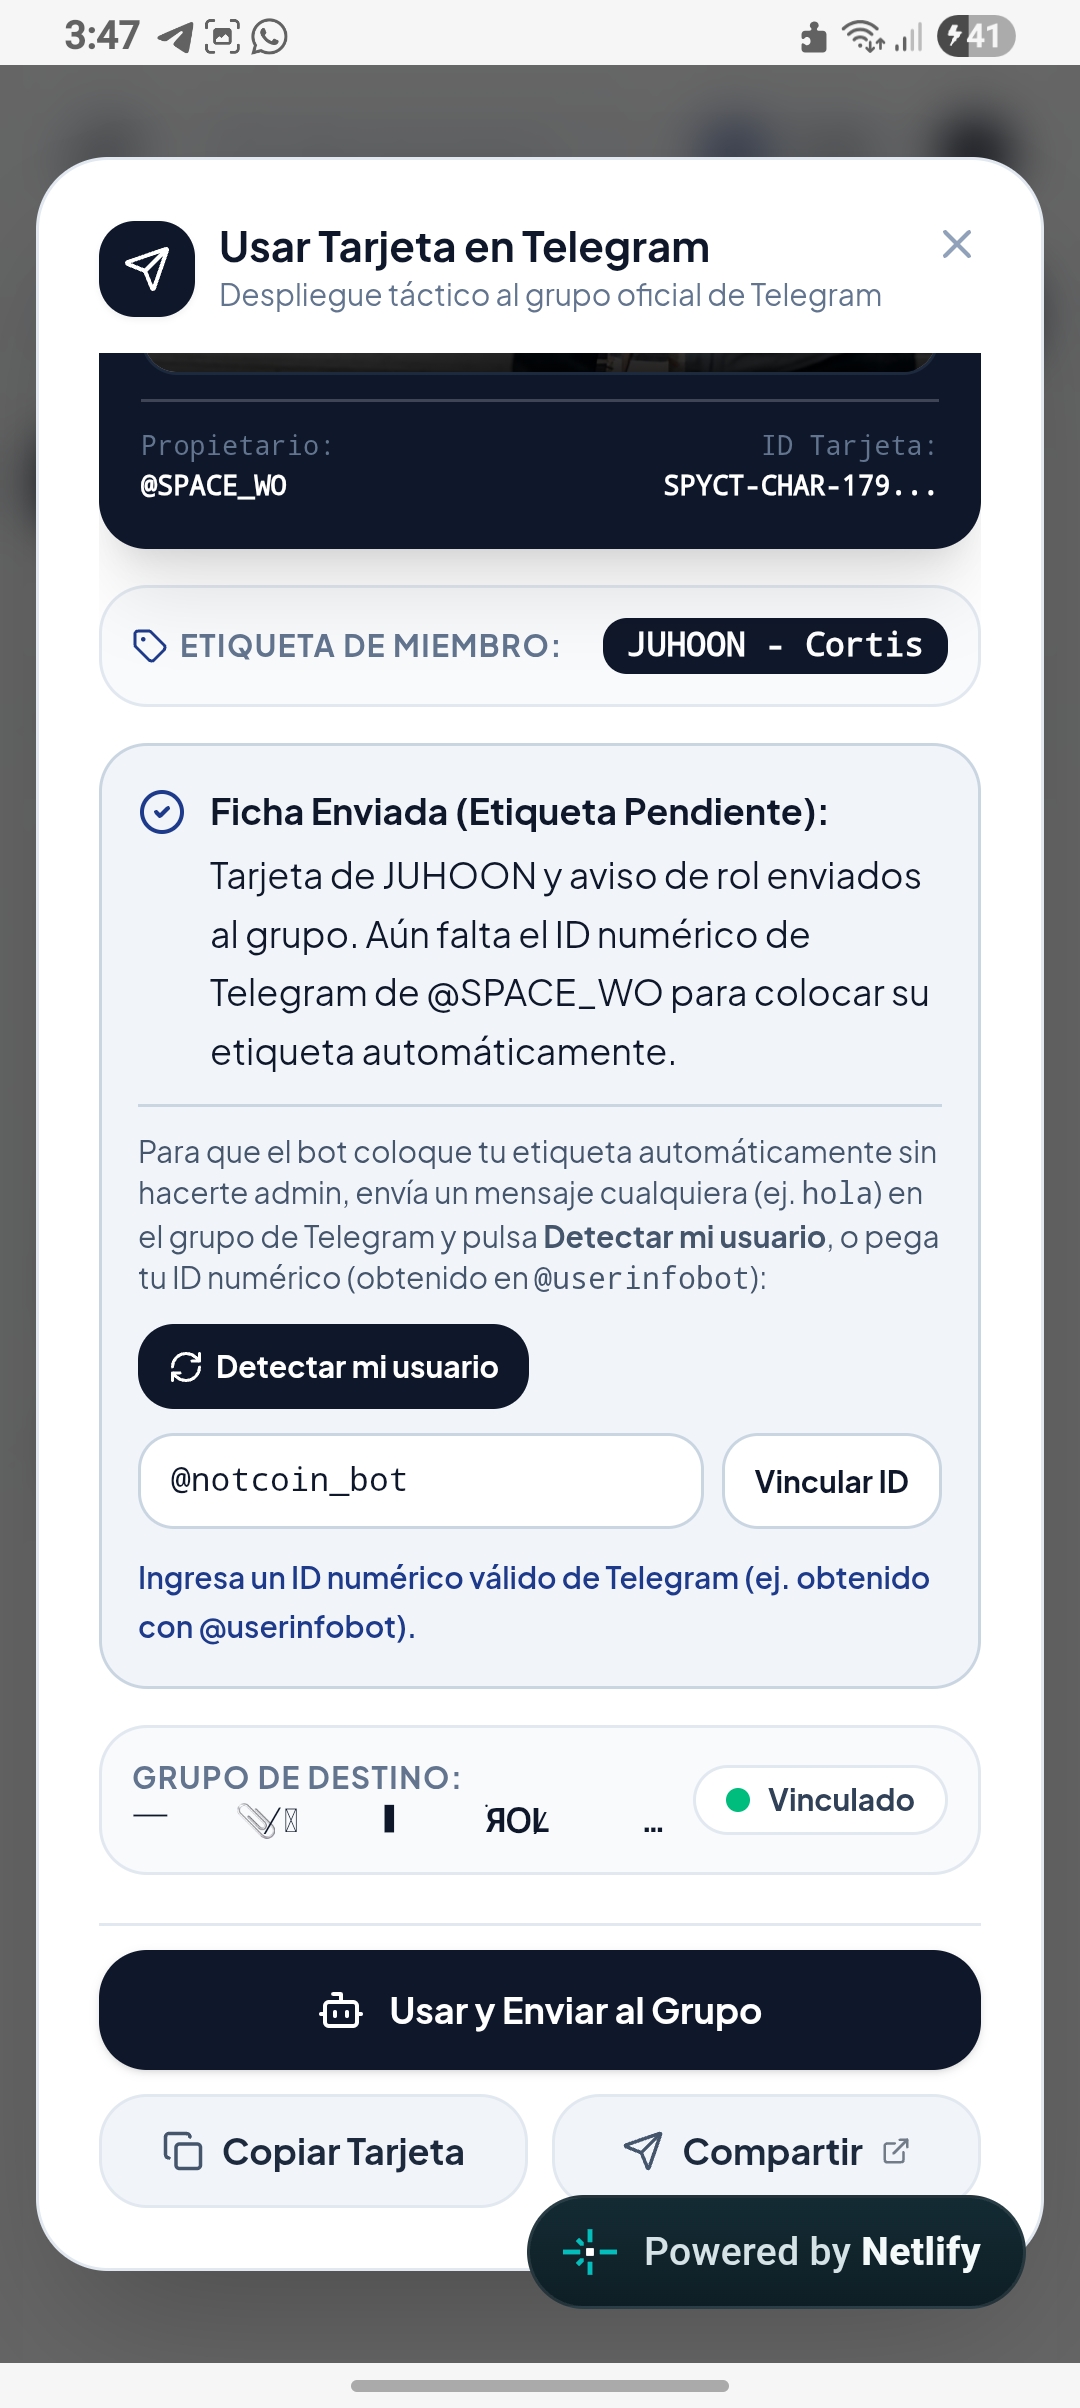 3:47
41
Usar Tarjeta en Telegram
Despliegue táctico al grupo oficial de Telegram
Propietario:
@SPACE_WO
ID Tarjeta:
SPYCT-CHAR-179...
ETIQUETA DE MIEMBRO:
JUHOON - Cortis
Ficha Enviada (Etiqueta Pendiente):
Tarjeta de JUHOON y aviso de rol enviados
al grupo. Aún falta el ID numérico de
Telegram de @SPACE_WO para colocar su
etiqueta automáticamente.
Para que el bot coloque tu etiqueta automáticamente sin
hacerte admin, envía un mensaje cualquiera (ej. hola) en
el grupo de Telegram y pulsa Detectar mi usuario, o pega
tu ID numérico (obtenido en @userinfobot):
Detectar mi usuario
@notcoin_bot
Vincular ID
Ingresa un ID numérico válido de Telegram (ej. obtenido
con @userinfobot).
GRUPO DE DESTINO:
Vinculado
Usar y Enviar al Grupo
Copiar Tarjeta
Compartir
Powered by Netlify